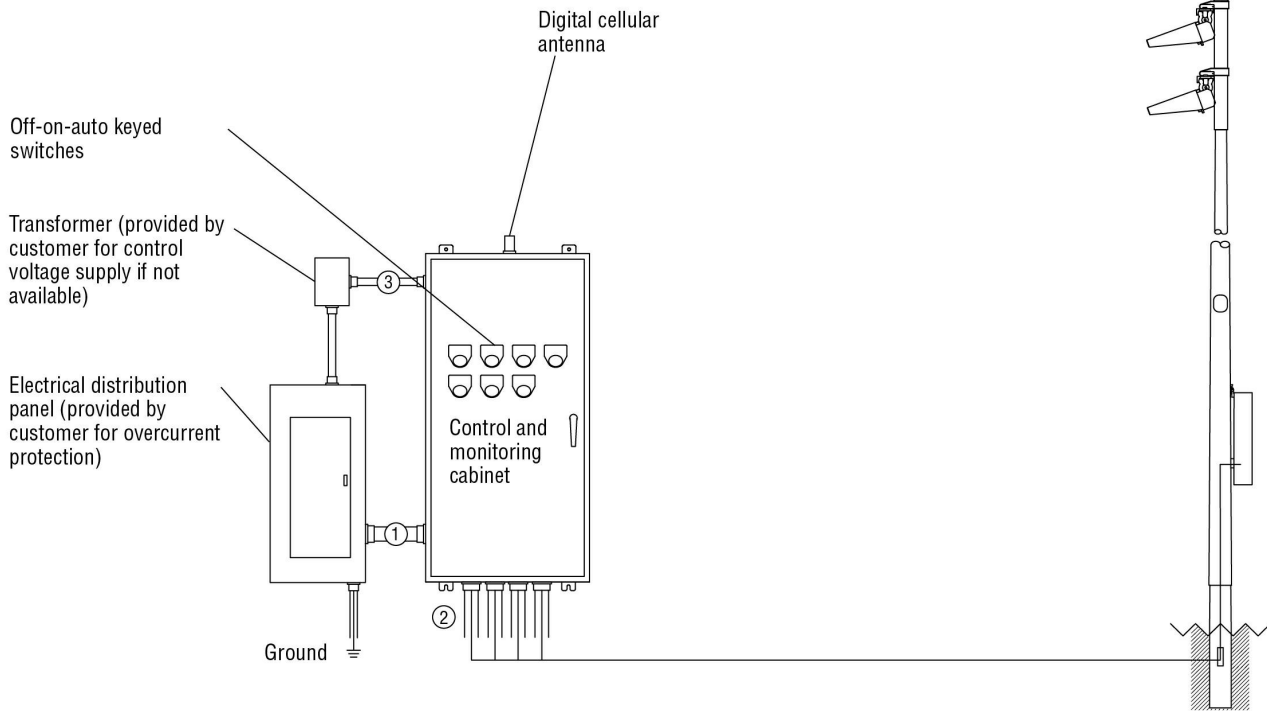 Digital cellular
antenna
Off-on-auto keyed
switches
Transformer (provided by
customer for control
voltage supply if not
available)
3
Electrical distribution
panel (provided by
customer for overcurrent
protection)
Control and
monitoring
cabinet
1
2
Ground